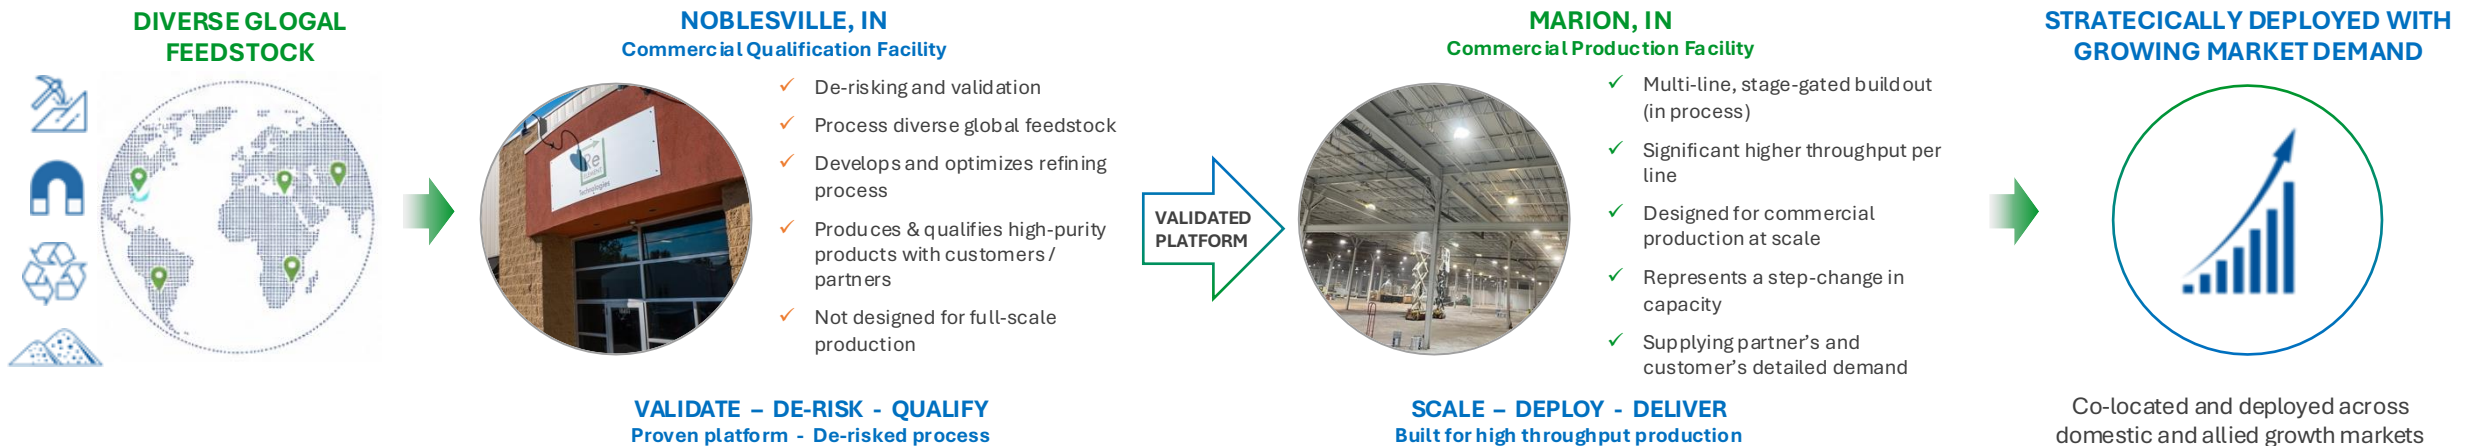 DIVERSE GLOGAL
FEEDSTOCK
NOBLESVILLE, IN
Commercial Qualification Facility
Re
ELEMENT
Technologies
✓ De-risking and validation
✓ Process diverse global feedstock
✓ Develops and optimizes refining
process
✓ Produces & qualifies high-purity
products with customers /
partners
✓ Not designed for full-scale
production
VALIDATE – DE-RISK - QUALIFY
Proven platform - De-risked process
VALIDATED
PLATFORM
MARION, IN
Commercial Production Facility
✓ Multi-line, stage-gated buildout
(in process)
✓ Significant higher throughput per
line
✓ Designed for commercial
production at scale
✓ Represents a step-change in
capacity
✓ Supplying partner’s and
customer’s detailed demand
SCALE – DEPLOY - DELIVER
Built for high throughput production
STRATECICALLY DEPLOYED WITH
GROWING MARKET DEMAND
Co-located and deployed across
domestic and allied growth markets